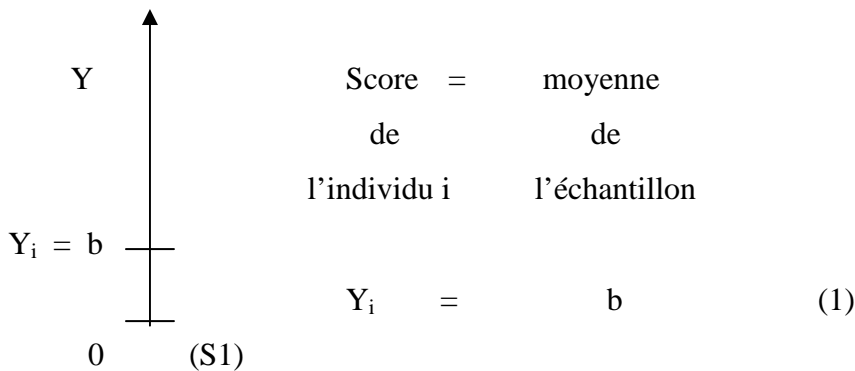 Y Score = moyenne
de de
l’individu i l’échantillon
Yi = b
Yi = b (1)
0 (S1)